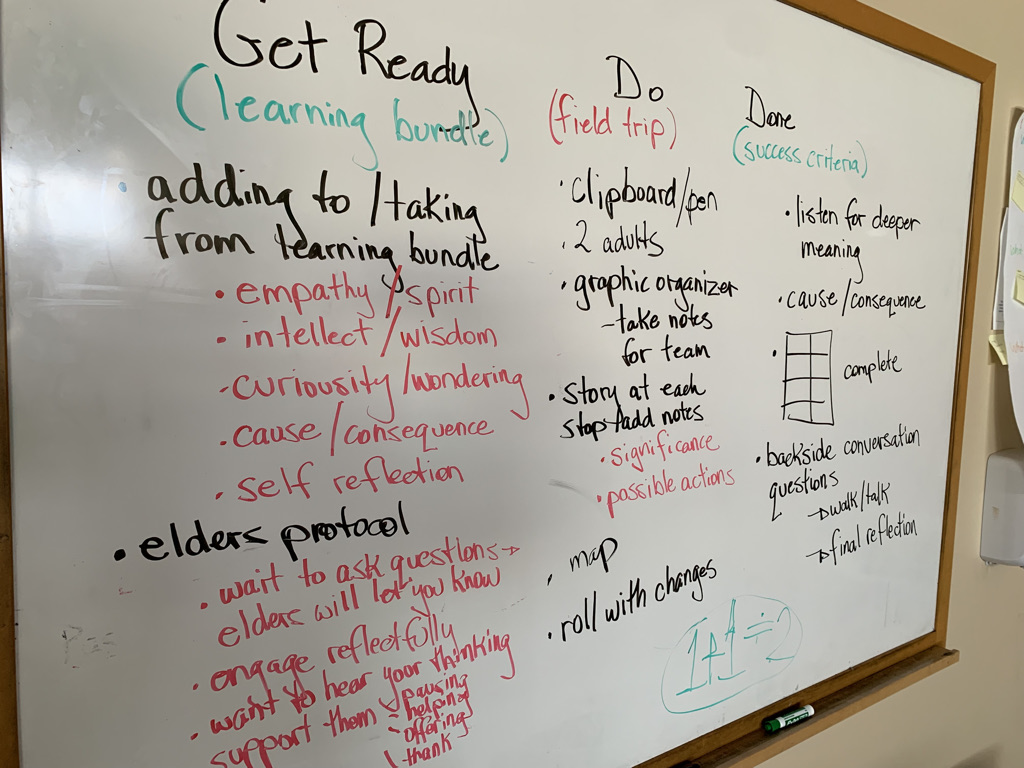 Get Ready
(learning bundle)
• adding to / taking
from learning bundle
• empathy / spirit
• intellect / wisdom
• curiousity / wondering
• cause / consequence
• self reflection
• elders protocol
• wait to ask questions →
elders will let you know
• engage reflectfully
• want to hear your thinking
• support them
pausing
- helping
- offering
- thank
Do
(field trip)
• clipboard/pen
• 2 adults
• graphic organizer
- take notes
for team
• story at each
stop + add notes
• significance
• possible actions
• map
• roll with changes
Done
(success criteria)
• listen for deeper
meaning
• cause / consequence
• complete
• backside conversation
questions
→ walk/talk
→ final reflection
÷2